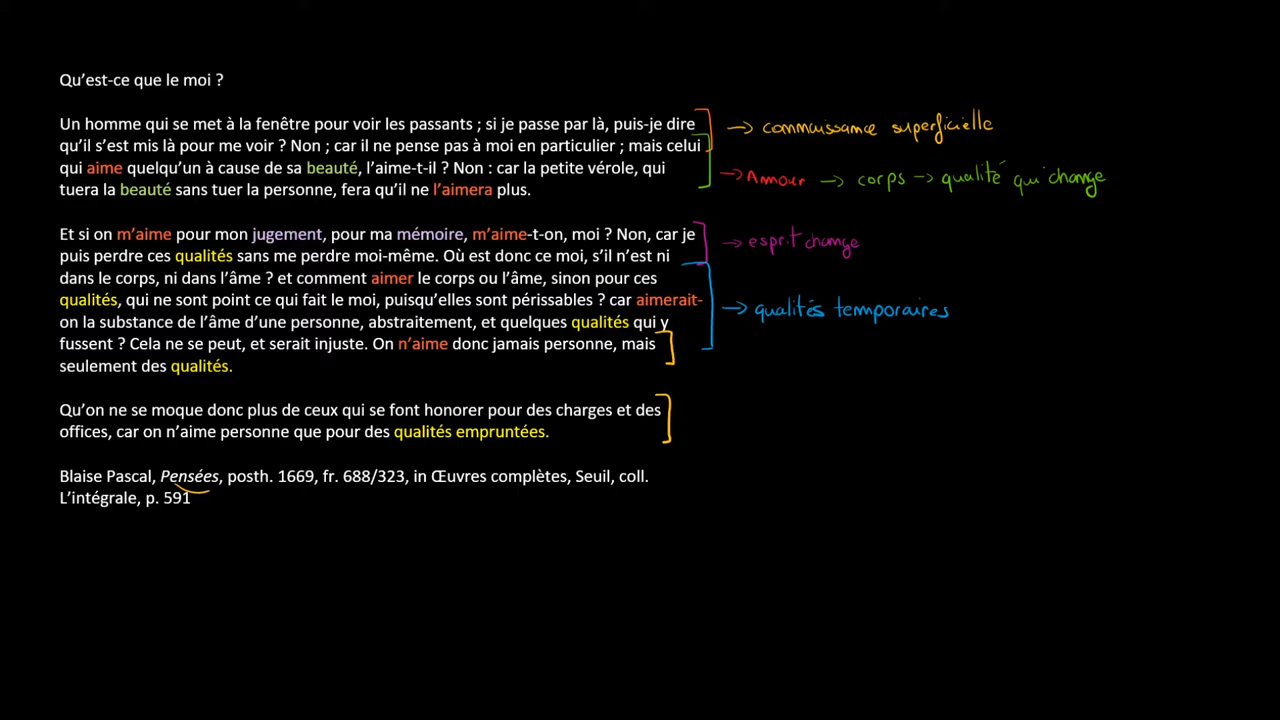 Qu’est-ce que le moi ?
Un homme qui se met à la fenêtre pour voir les passants ; si je passe par là, puis-je dire
qu’il s’est mis là pour me voir ? Non ; car il ne pense pas à moi en particulier ; mais celui
qui aime quelqu’un à cause de sa beauté, l’aime-t-il ? Non : car la petite vérole, qui
tuera la beauté sans tuer la personne, fera qu’il ne l’aimera plus.
→ connaissance superficielle
→ Amour → corps → qualité qui change
Et si on m’aime pour mon jugement, pour ma mémoire, m’aime-t-on, moi ? Non, car je
puis perdre ces qualités sans me perdre moi-même. Où est donc ce moi, s’il n’est ni
dans le corps, ni dans l’âme ? et comment aimer le corps ou l’âme, sinon pour ces
qualités, qui ne sont point ce qui fait le moi, puisqu’elles sont périssables ? car aimerait-
on la substance de l’âme d’une personne, abstraitement, et quelques qualités qui y
fussent ? Cela ne se peut, et serait injuste. On n’aime donc jamais personne, mais
seulement des qualités.
→ esprit change
→ qualités temporaires
Qu’on ne se moque donc plus de ceux qui se font honorer pour des charges et des
offices, car on n’aime personne que pour des qualités empruntées.
Blaise Pascal, Pensées, posth. 1669, fr. 688/323, in Œuvres complètes, Seuil, coll.
L’intégrale, p. 591